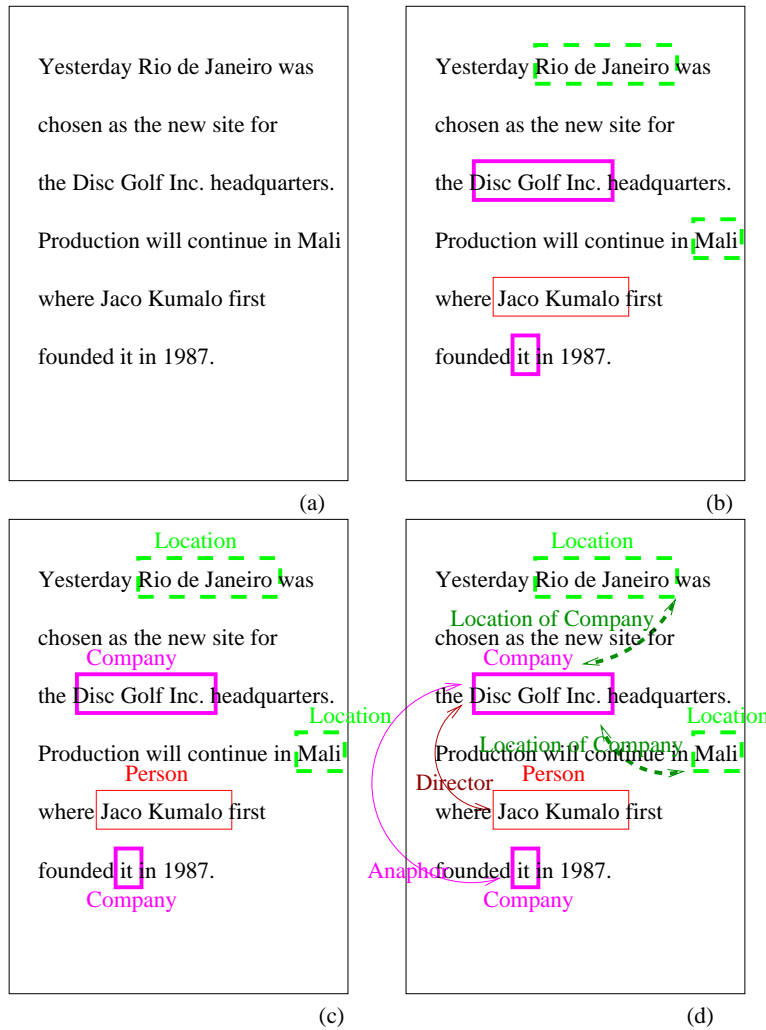 Yesterday Rio de Janeiro was
chosen as the new site for
the Disc Golf Inc. headquarters.
Production will continue in Mali
where Jaco Kumalo first
founded it in 1987.
(a)
Yesterday Rio de Janeiro was
chosen as the new site for
the Disc Golf Inc. headquarters.
Production will continue in Mali
where Jaco Kumalo first
founded it in 1987.
(b)
Location
Yesterday Rio de Janeiro was
chosen as the new site for
Company
the Disc Golf Inc. headquarters.
Location
Production will continue in Mali
Person
where Jaco Kumalo first
founded it in 1987.
Company
(c)
Location
Yesterday Rio de Janeiro was
Location of Company
chosen as the new site for
Company
the Disc Golf Inc. headquarters.
Location
Location of Company
Production will continue in Mali
Person
Director
where Jaco Kumalo first
Anaphor
founded it in 1987.
Company
(d)